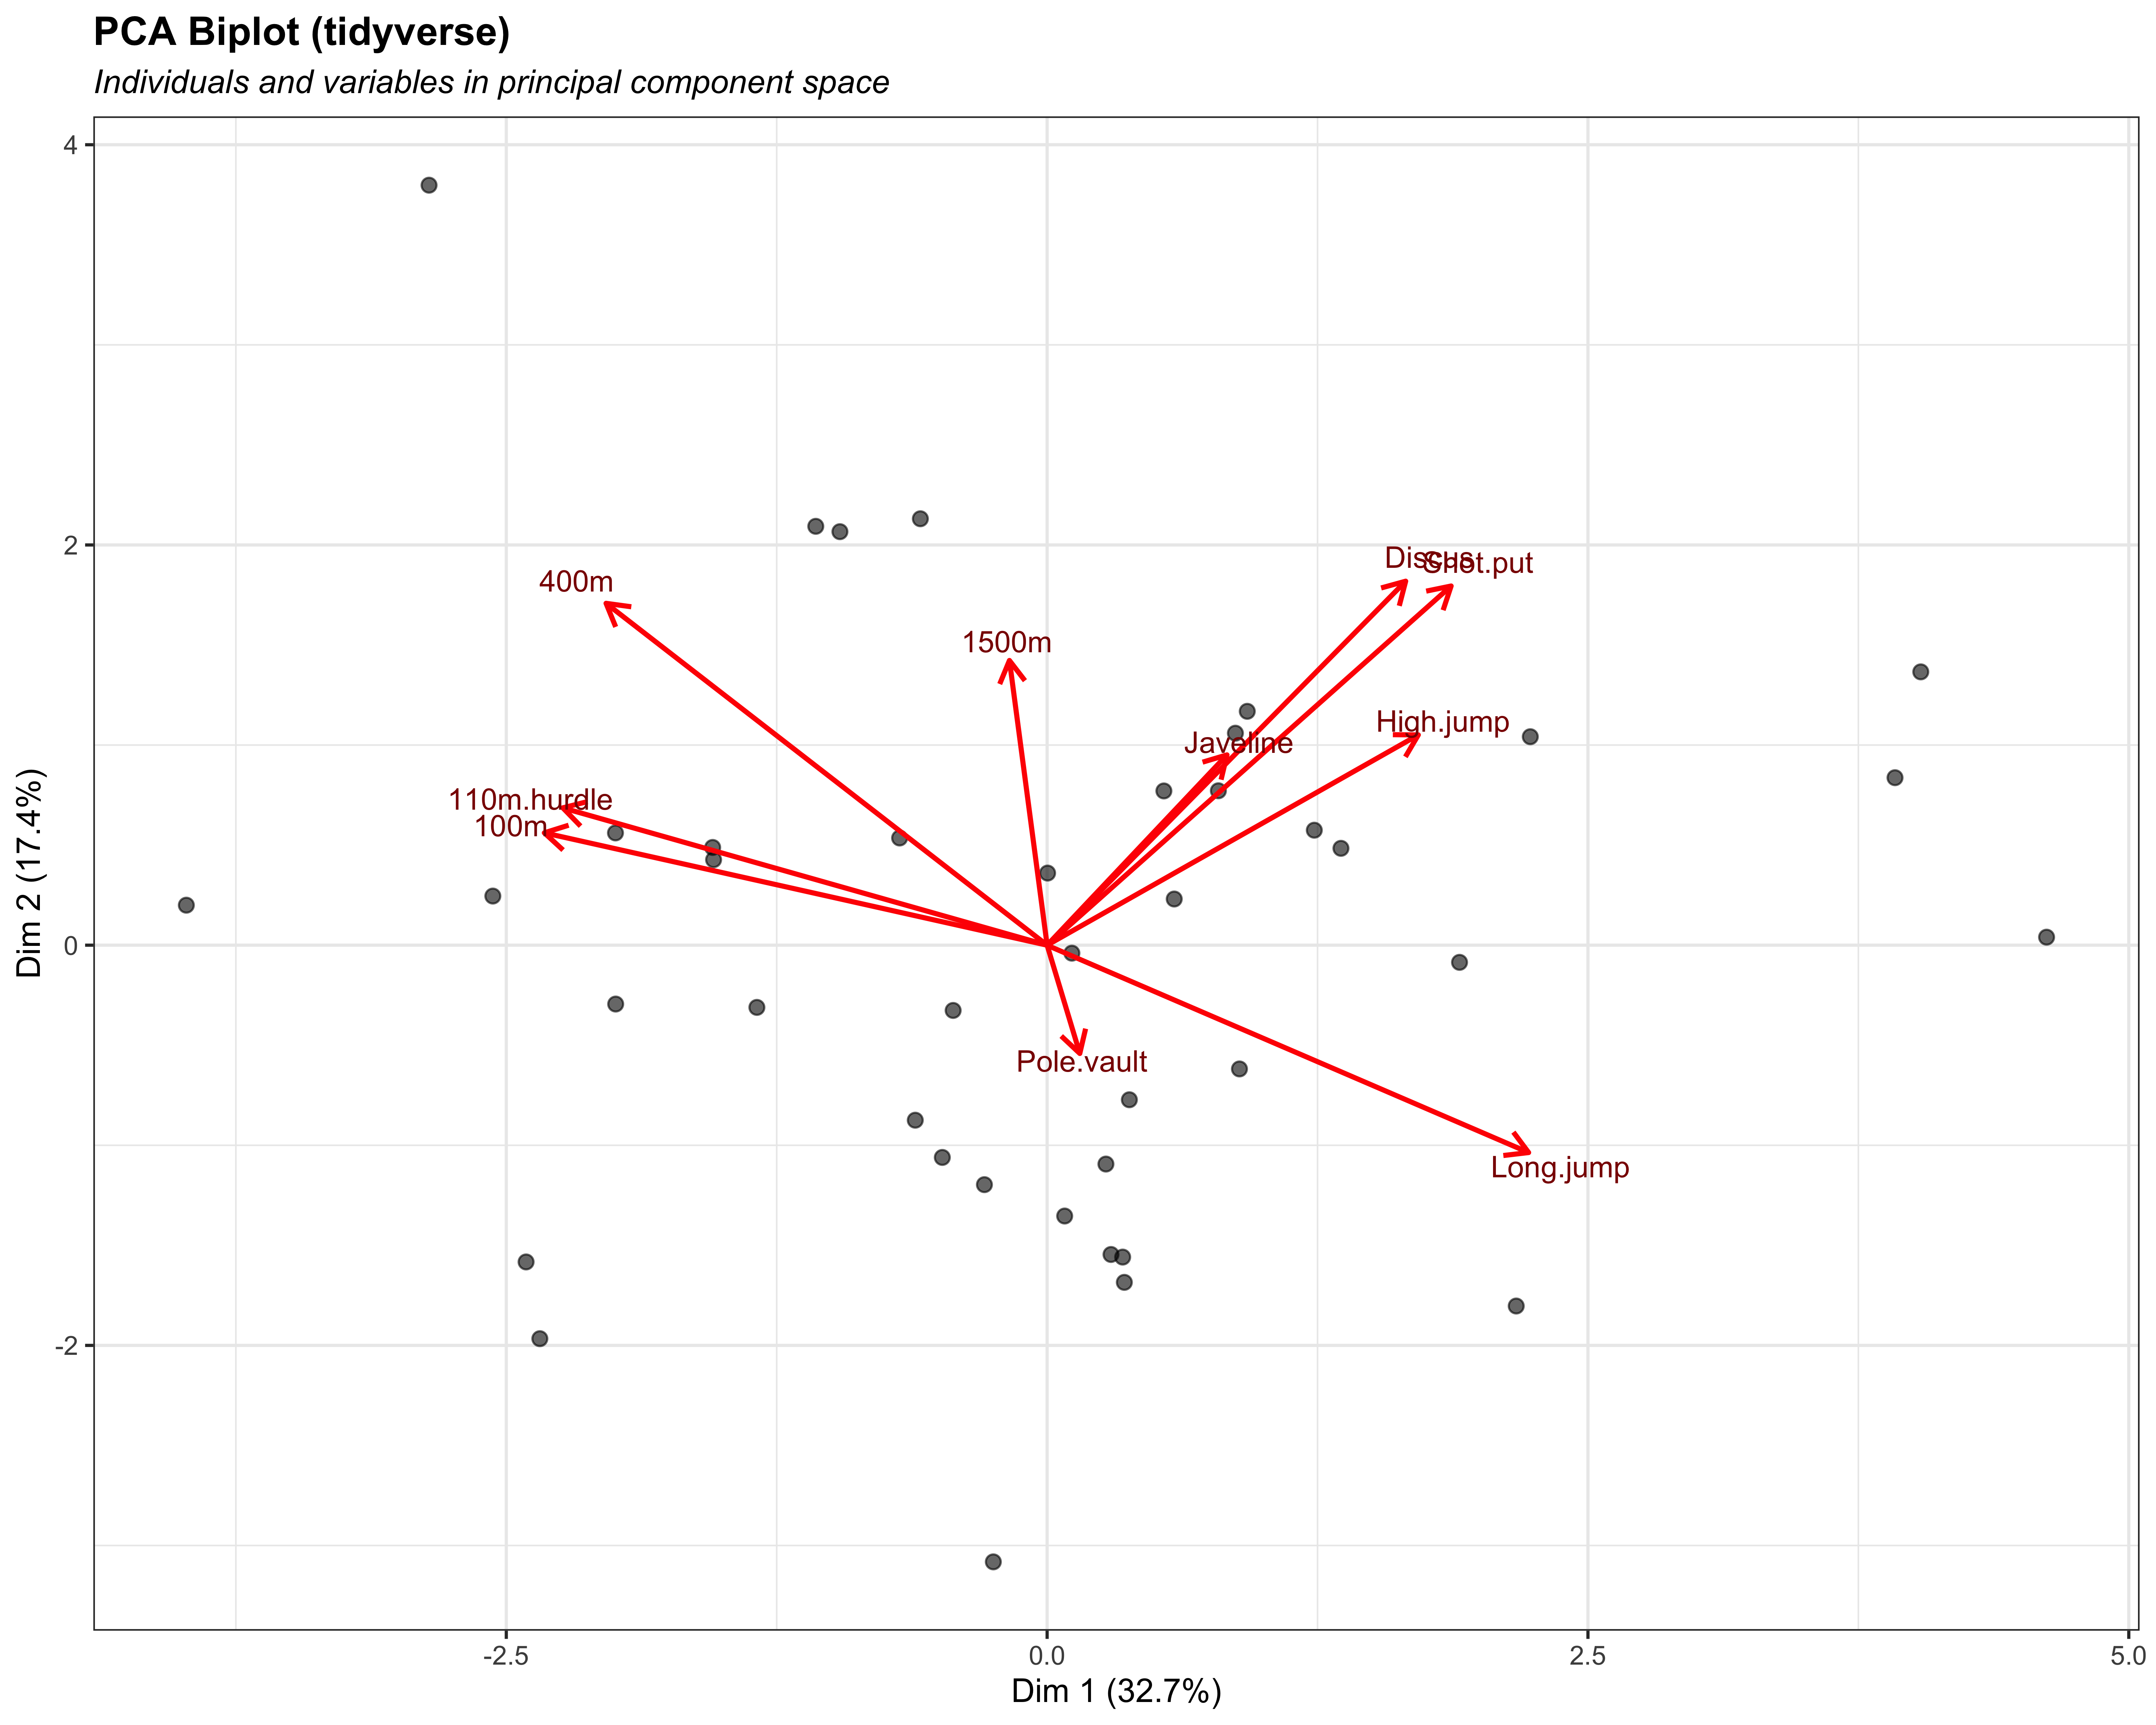 PCA Biplot (tidyverse)
Individuals and variables in principal component space
4
2
0
-2
Dim 2 (17.4%)
Discus
Shot.put
400m
1500m
High.jump
Javeline
110m.hurdle
100m
Pole.vault
Long.jump
-2.5
0.0
2.5
5.0
Dim 1 (32.7%)